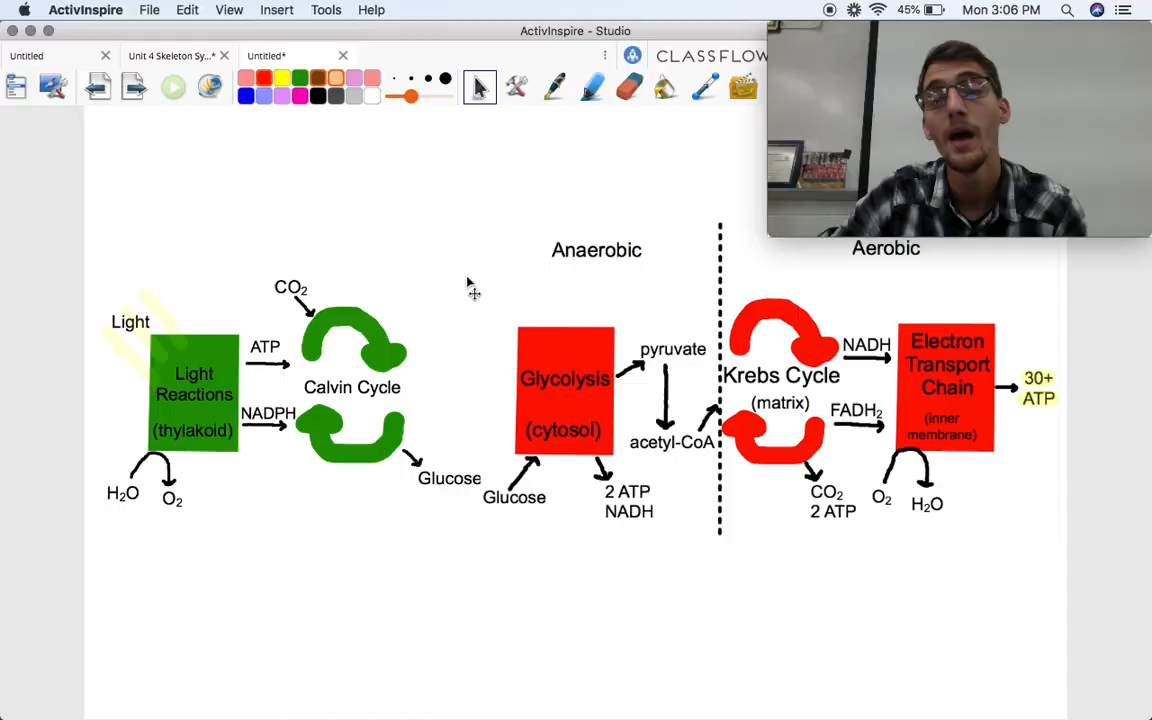 ActivInspire File Edit View Insert Tools Help 45% Mon 3:06 PM
ActivInspire - Studio
Untitled Unit 4 Skeleton Sy...* Untitled* CLASSFLOW
Anaerobic Aerobic
CO₂
Light
Light Reactions
(thylakoid)
ATP
NADPH
H₂O
O₂
Calvin Cycle
Glucose
Glycolysis
(cytosol)
Glucose
2 ATP
NADH
pyruvate
acetyl-CoA
Krebs Cycle
(matrix)
NADH
FADH₂
CO₂
2 ATP
Electron
Transport
Chain
(inner
membrane)
O₂
H₂O
30+
ATP